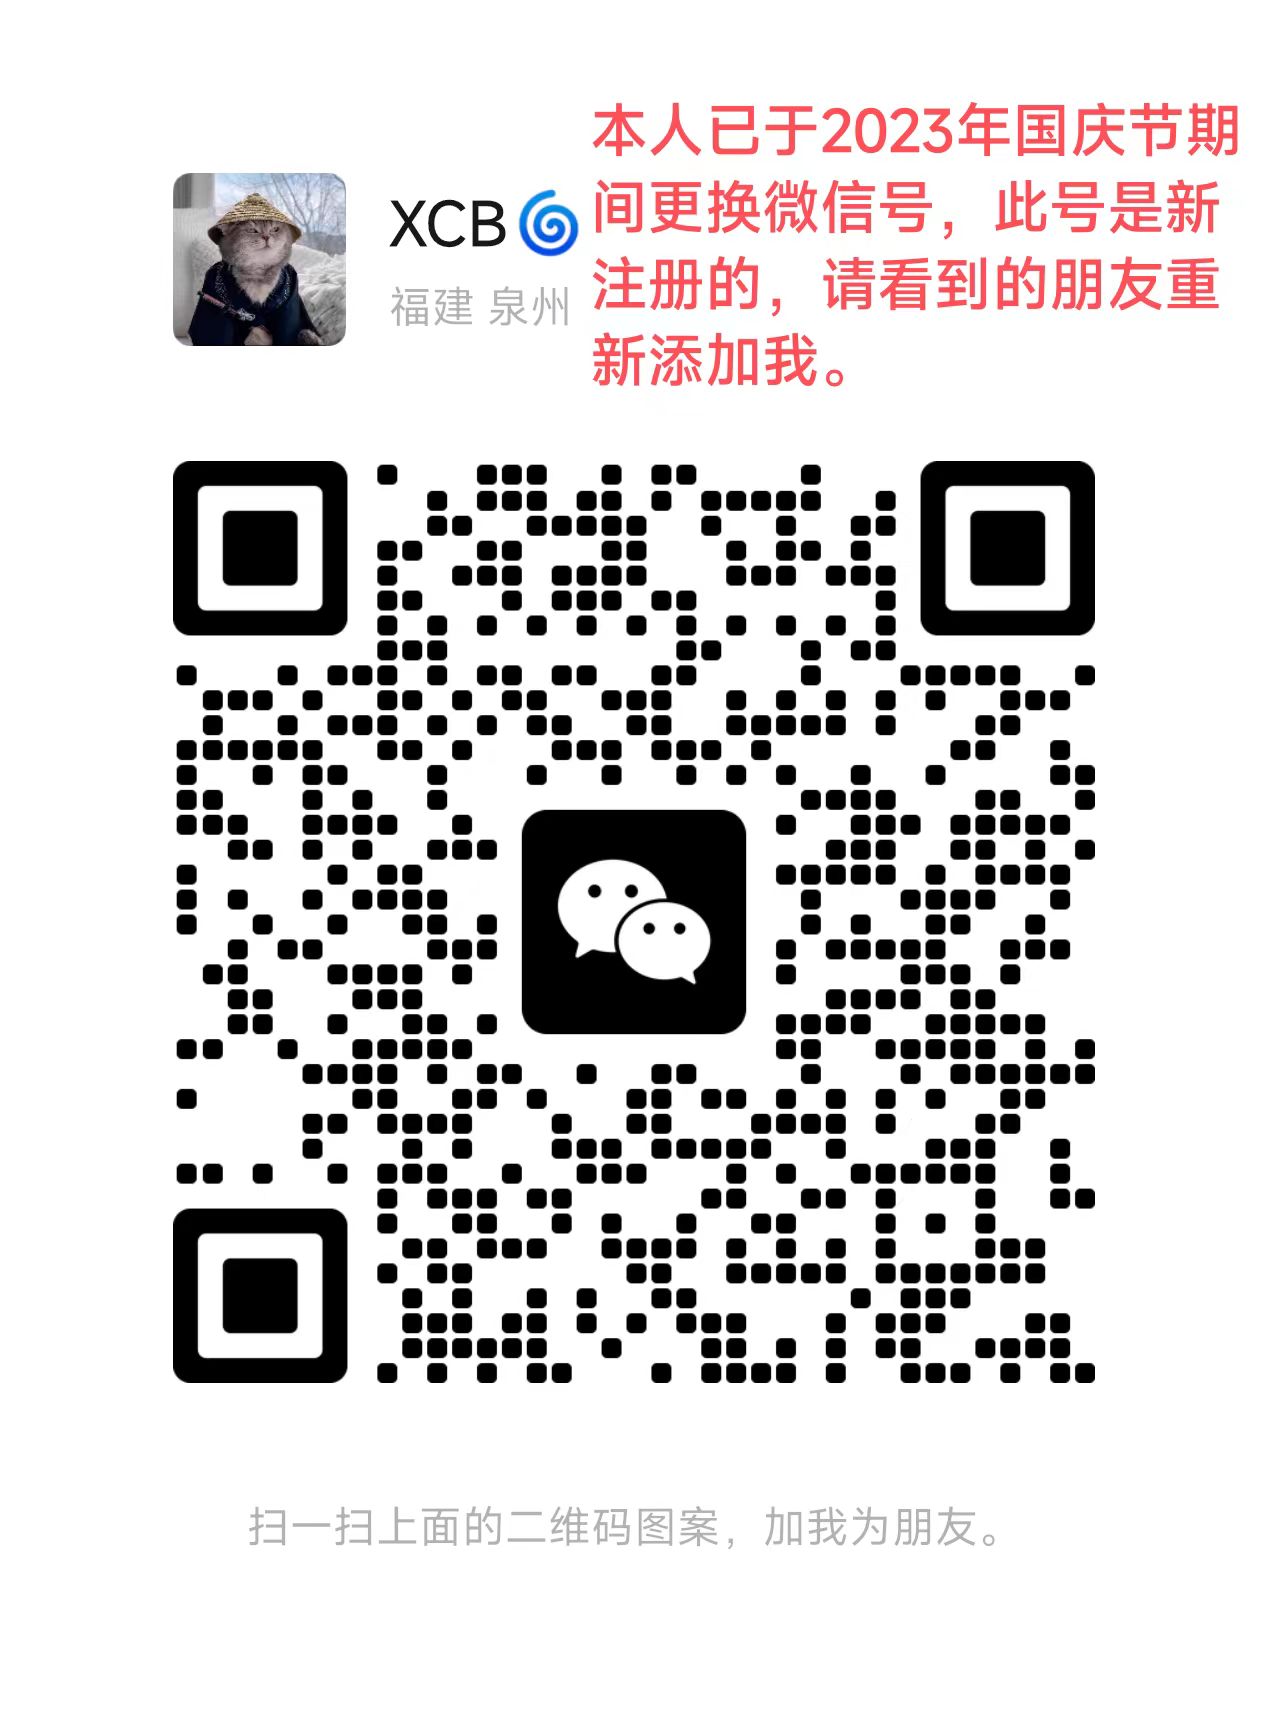 本人已于2023年国庆节期
间更换微信号，此号是新
注册的，请看到的朋友重
新添加我。
XCB🌀
福建 泉州
扫一扫上面的二维码图案，加我为朋友。